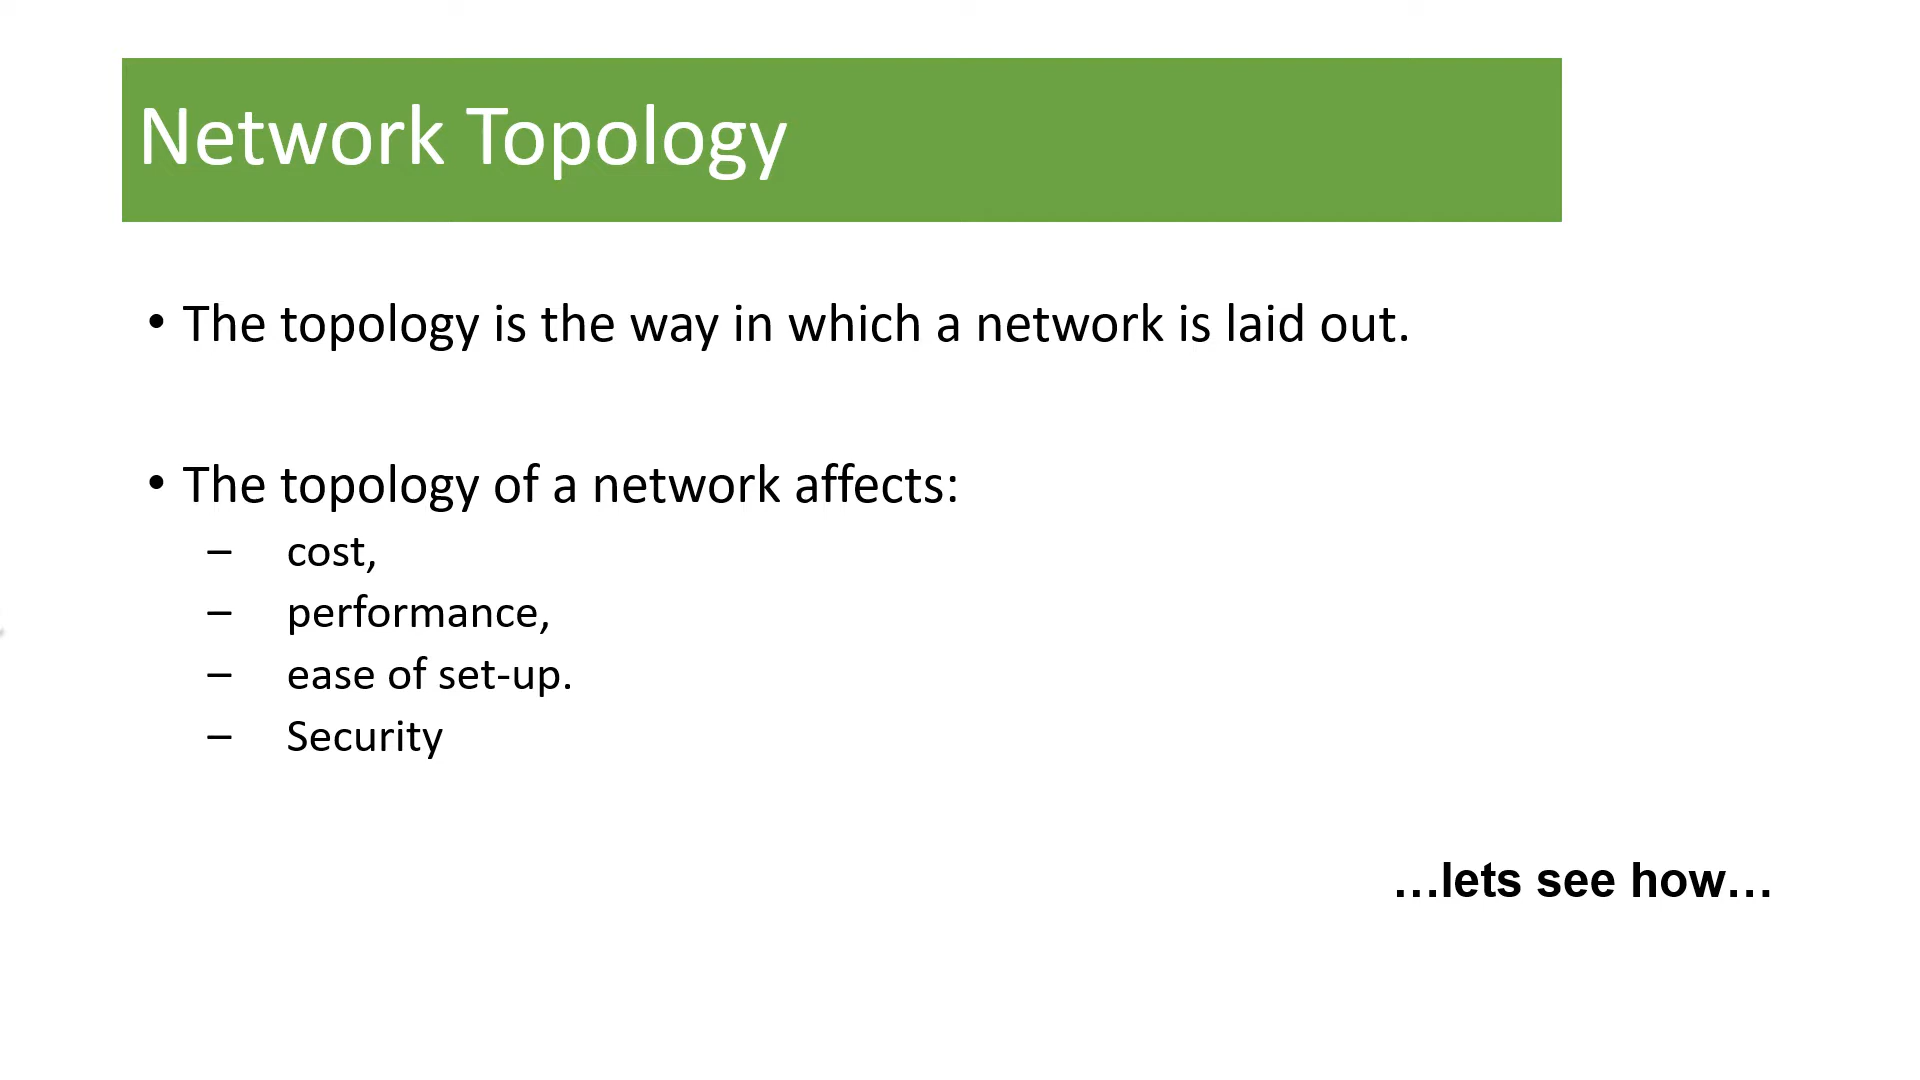 Network Topology
• The topology is the way in which a network is laid out.
• The topology of a network affects:
– cost,
– performance,
– ease of set-up.
– Security
…lets see how…